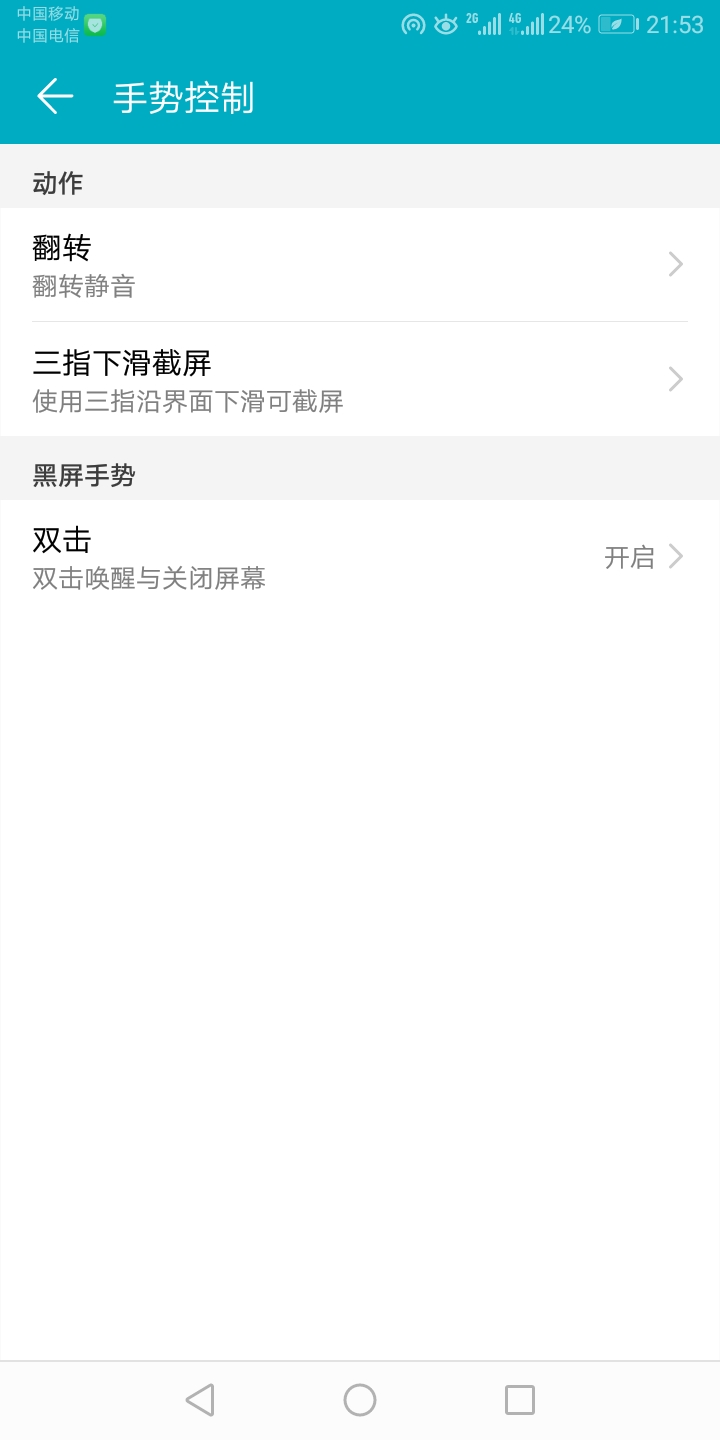 中国移动
中国电信
2G 4G 24% 21:53
手势控制
动作
翻转
翻转静音
三指下滑截屏
使用三指沿界面下滑可截屏
黑屏手势
双击
双击唤醒与关闭屏幕
开启